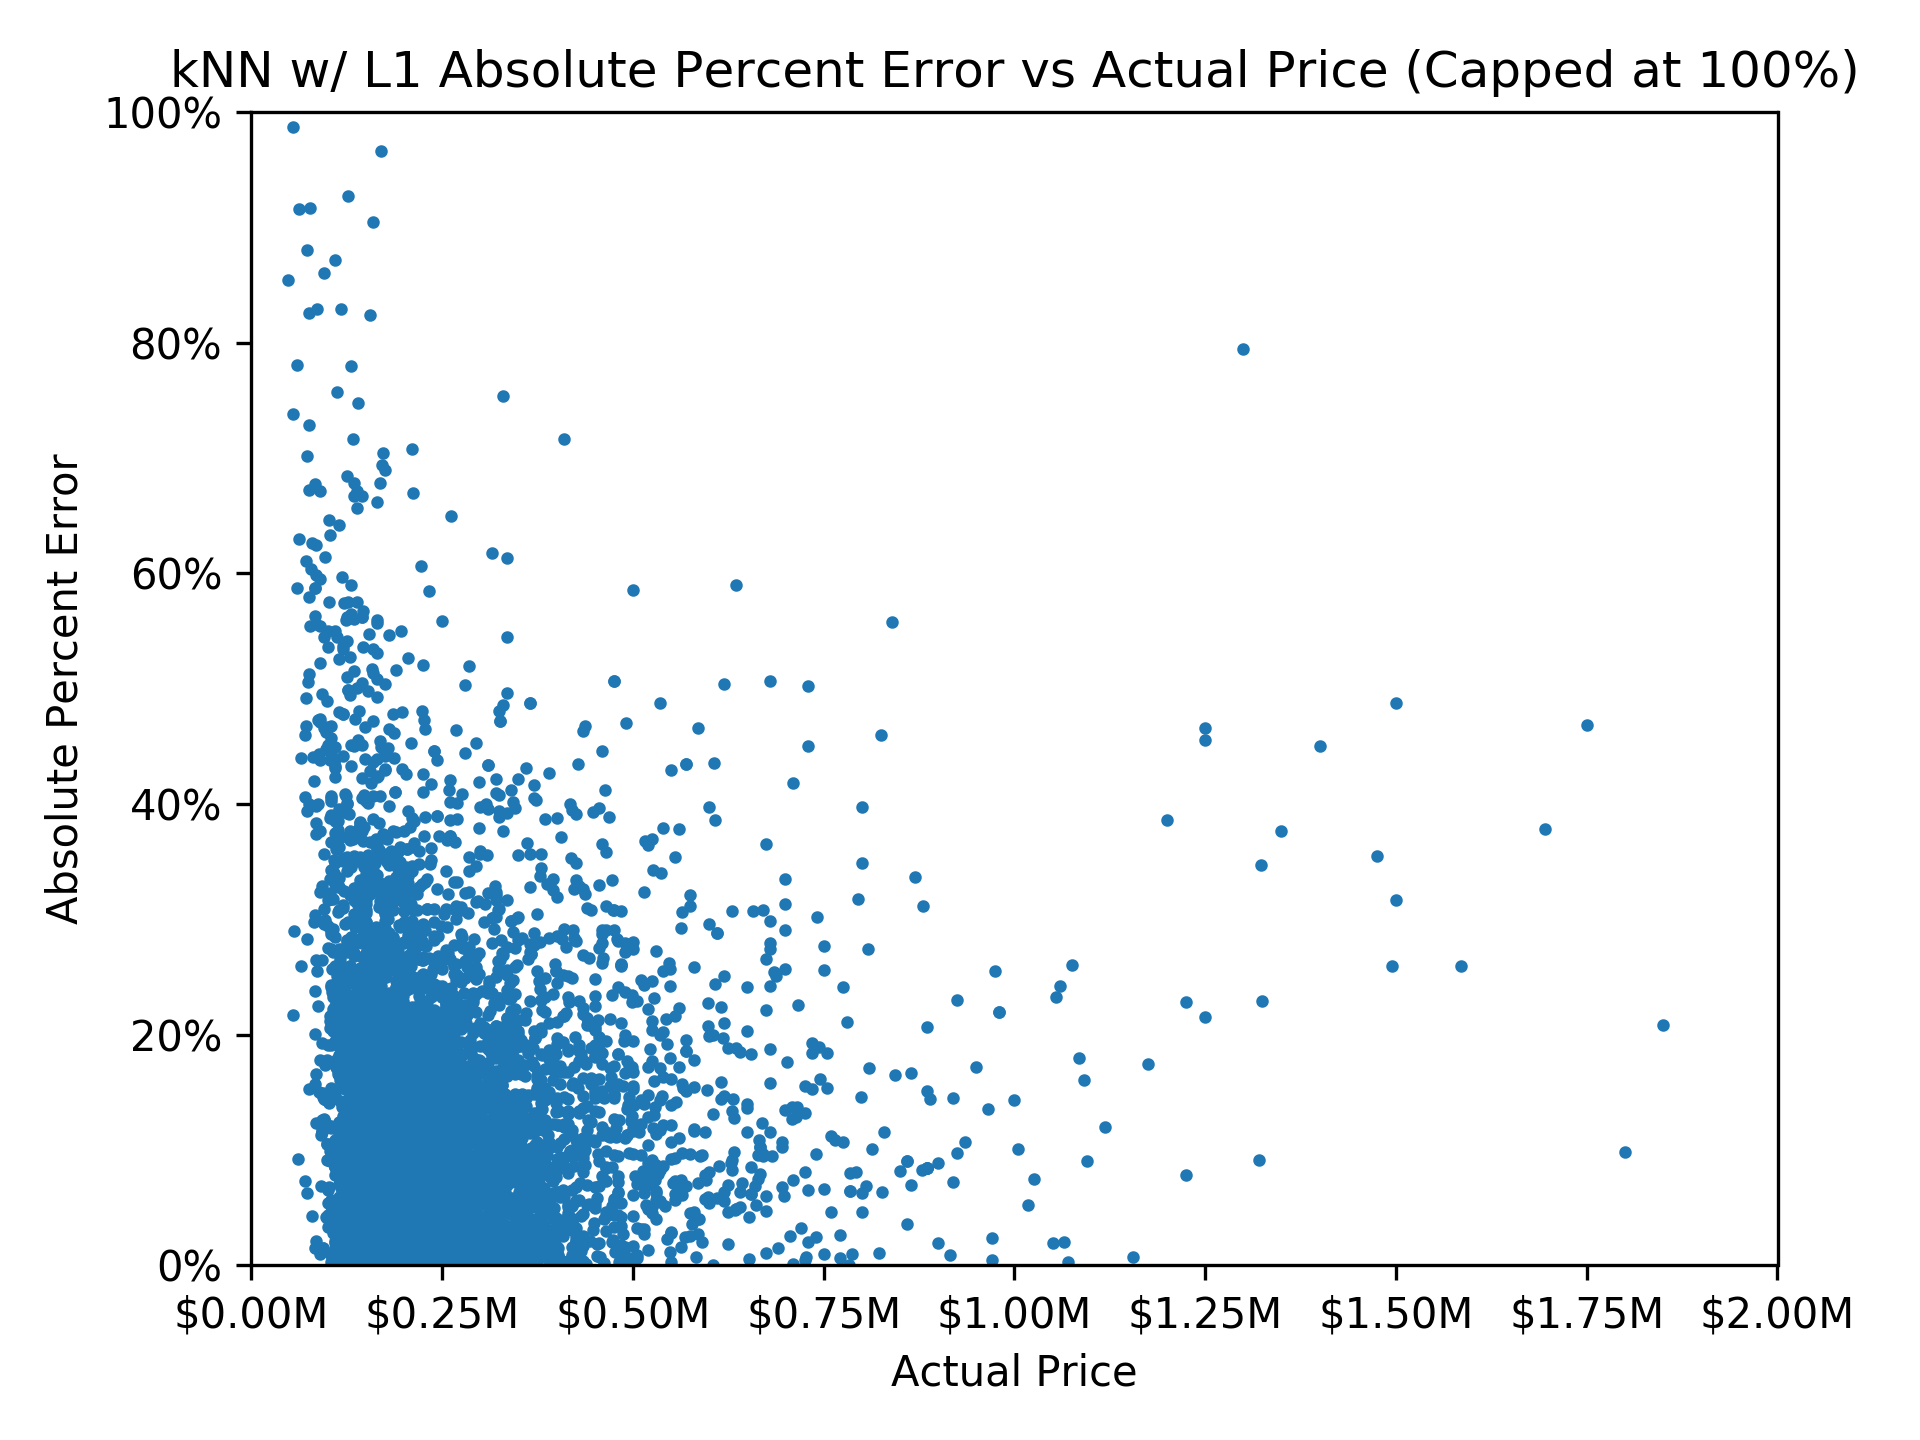 kNN w/ L1 Absolute Percent Error vs Actual Price (Capped at 100%)
100%
80%
60%
40%
20%
0%
Absolute Percent Error
$0.00M $0.25M $0.50M $0.75M $1.00M $1.25M $1.50M $1.75M $2.00M
Actual Price